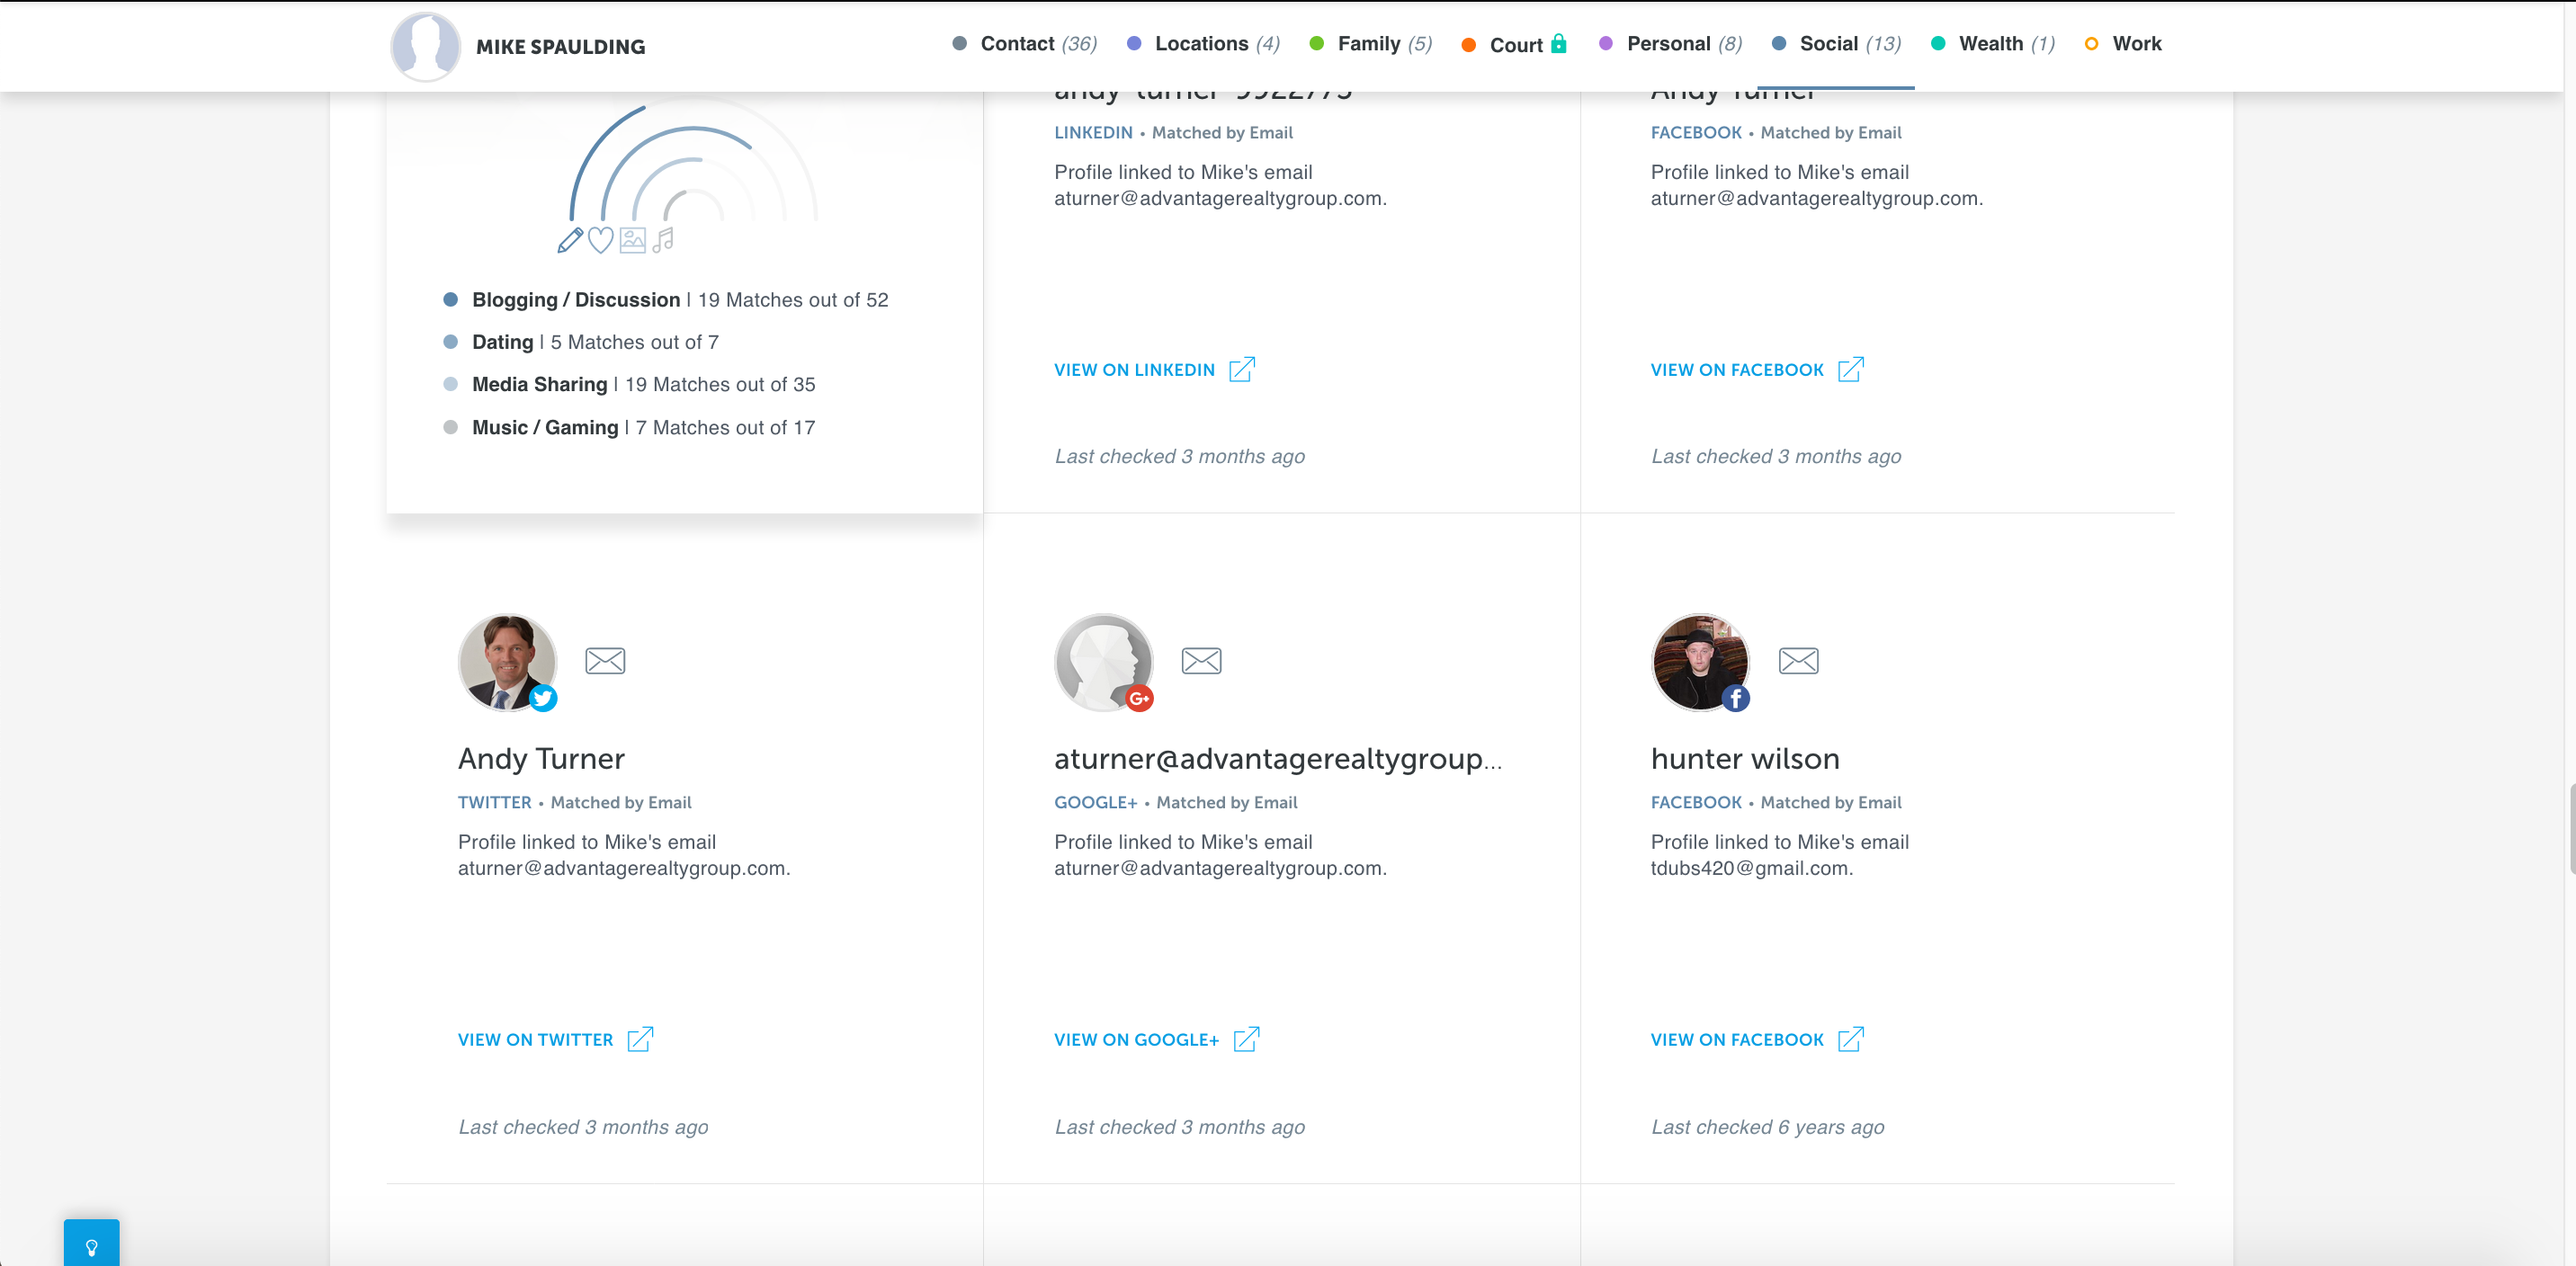 MIKE SPAULDING
Contact (36)
Locations (4)
Family (5)
Court
Personal (8)
Social (13)
Wealth (1)
Work
Andy Turner
LINKEDIN • Matched by Email
Profile linked to Mike's email
aturner@advantagerealtygroup.com.
VIEW ON LINKEDIN
Last checked 3 months ago
FACEBOOK • Matched by Email
Profile linked to Mike's email
aturner@advantagerealtygroup.com.
VIEW ON FACEBOOK
Last checked 3 months ago
Blogging / Discussion | 19 Matches out of 52
Dating | 5 Matches out of 7
Media Sharing | 19 Matches out of 35
Music / Gaming | 7 Matches out of 17
Andy Turner
TWITTER • Matched by Email
Profile linked to Mike's email
aturner@advantagerealtygroup.com.
VIEW ON TWITTER
Last checked 3 months ago
G+
aturner@advantagerealtygroup...
GOOGLE+ • Matched by Email
Profile linked to Mike's email
aturner@advantagerealtygroup.com.
VIEW ON GOOGLE+
Last checked 3 months ago
f
hunter wilson
FACEBOOK • Matched by Email
Profile linked to Mike's email
tdubs420@gmail.com.
VIEW ON FACEBOOK
Last checked 6 years ago